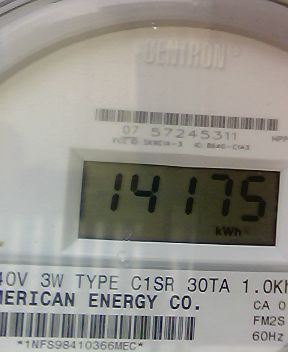 CENTRON
07 57245311
14175
kWh
40V 3W TYPE C1SR 30TA 1.0Kh
MERICAN ENERGY CO.
CA 0
FM2S
60Hz
*1NFS98410366MEC*